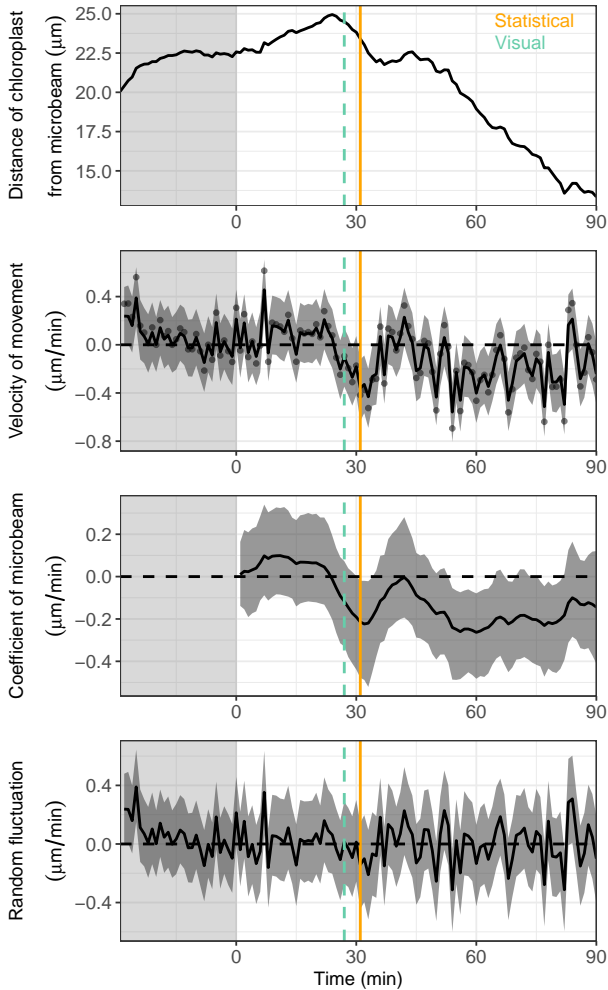 Distance of chloroplast
from microbeam (μm)
25.0
22.5
20.0
17.5
15.0
Statistical
Visual
0
30
60
90
Velocity of movement
(μm/min)
0.4
0.0
−0.4
−0.8
0
30
60
90
Coefficient of microbeam
(μm/min)
0.2
0.0
−0.2
−0.4
0
30
60
90
Random fluctuation
(μm/min)
0.4
0.0
−0.4
0
30
60
90
Time (min)